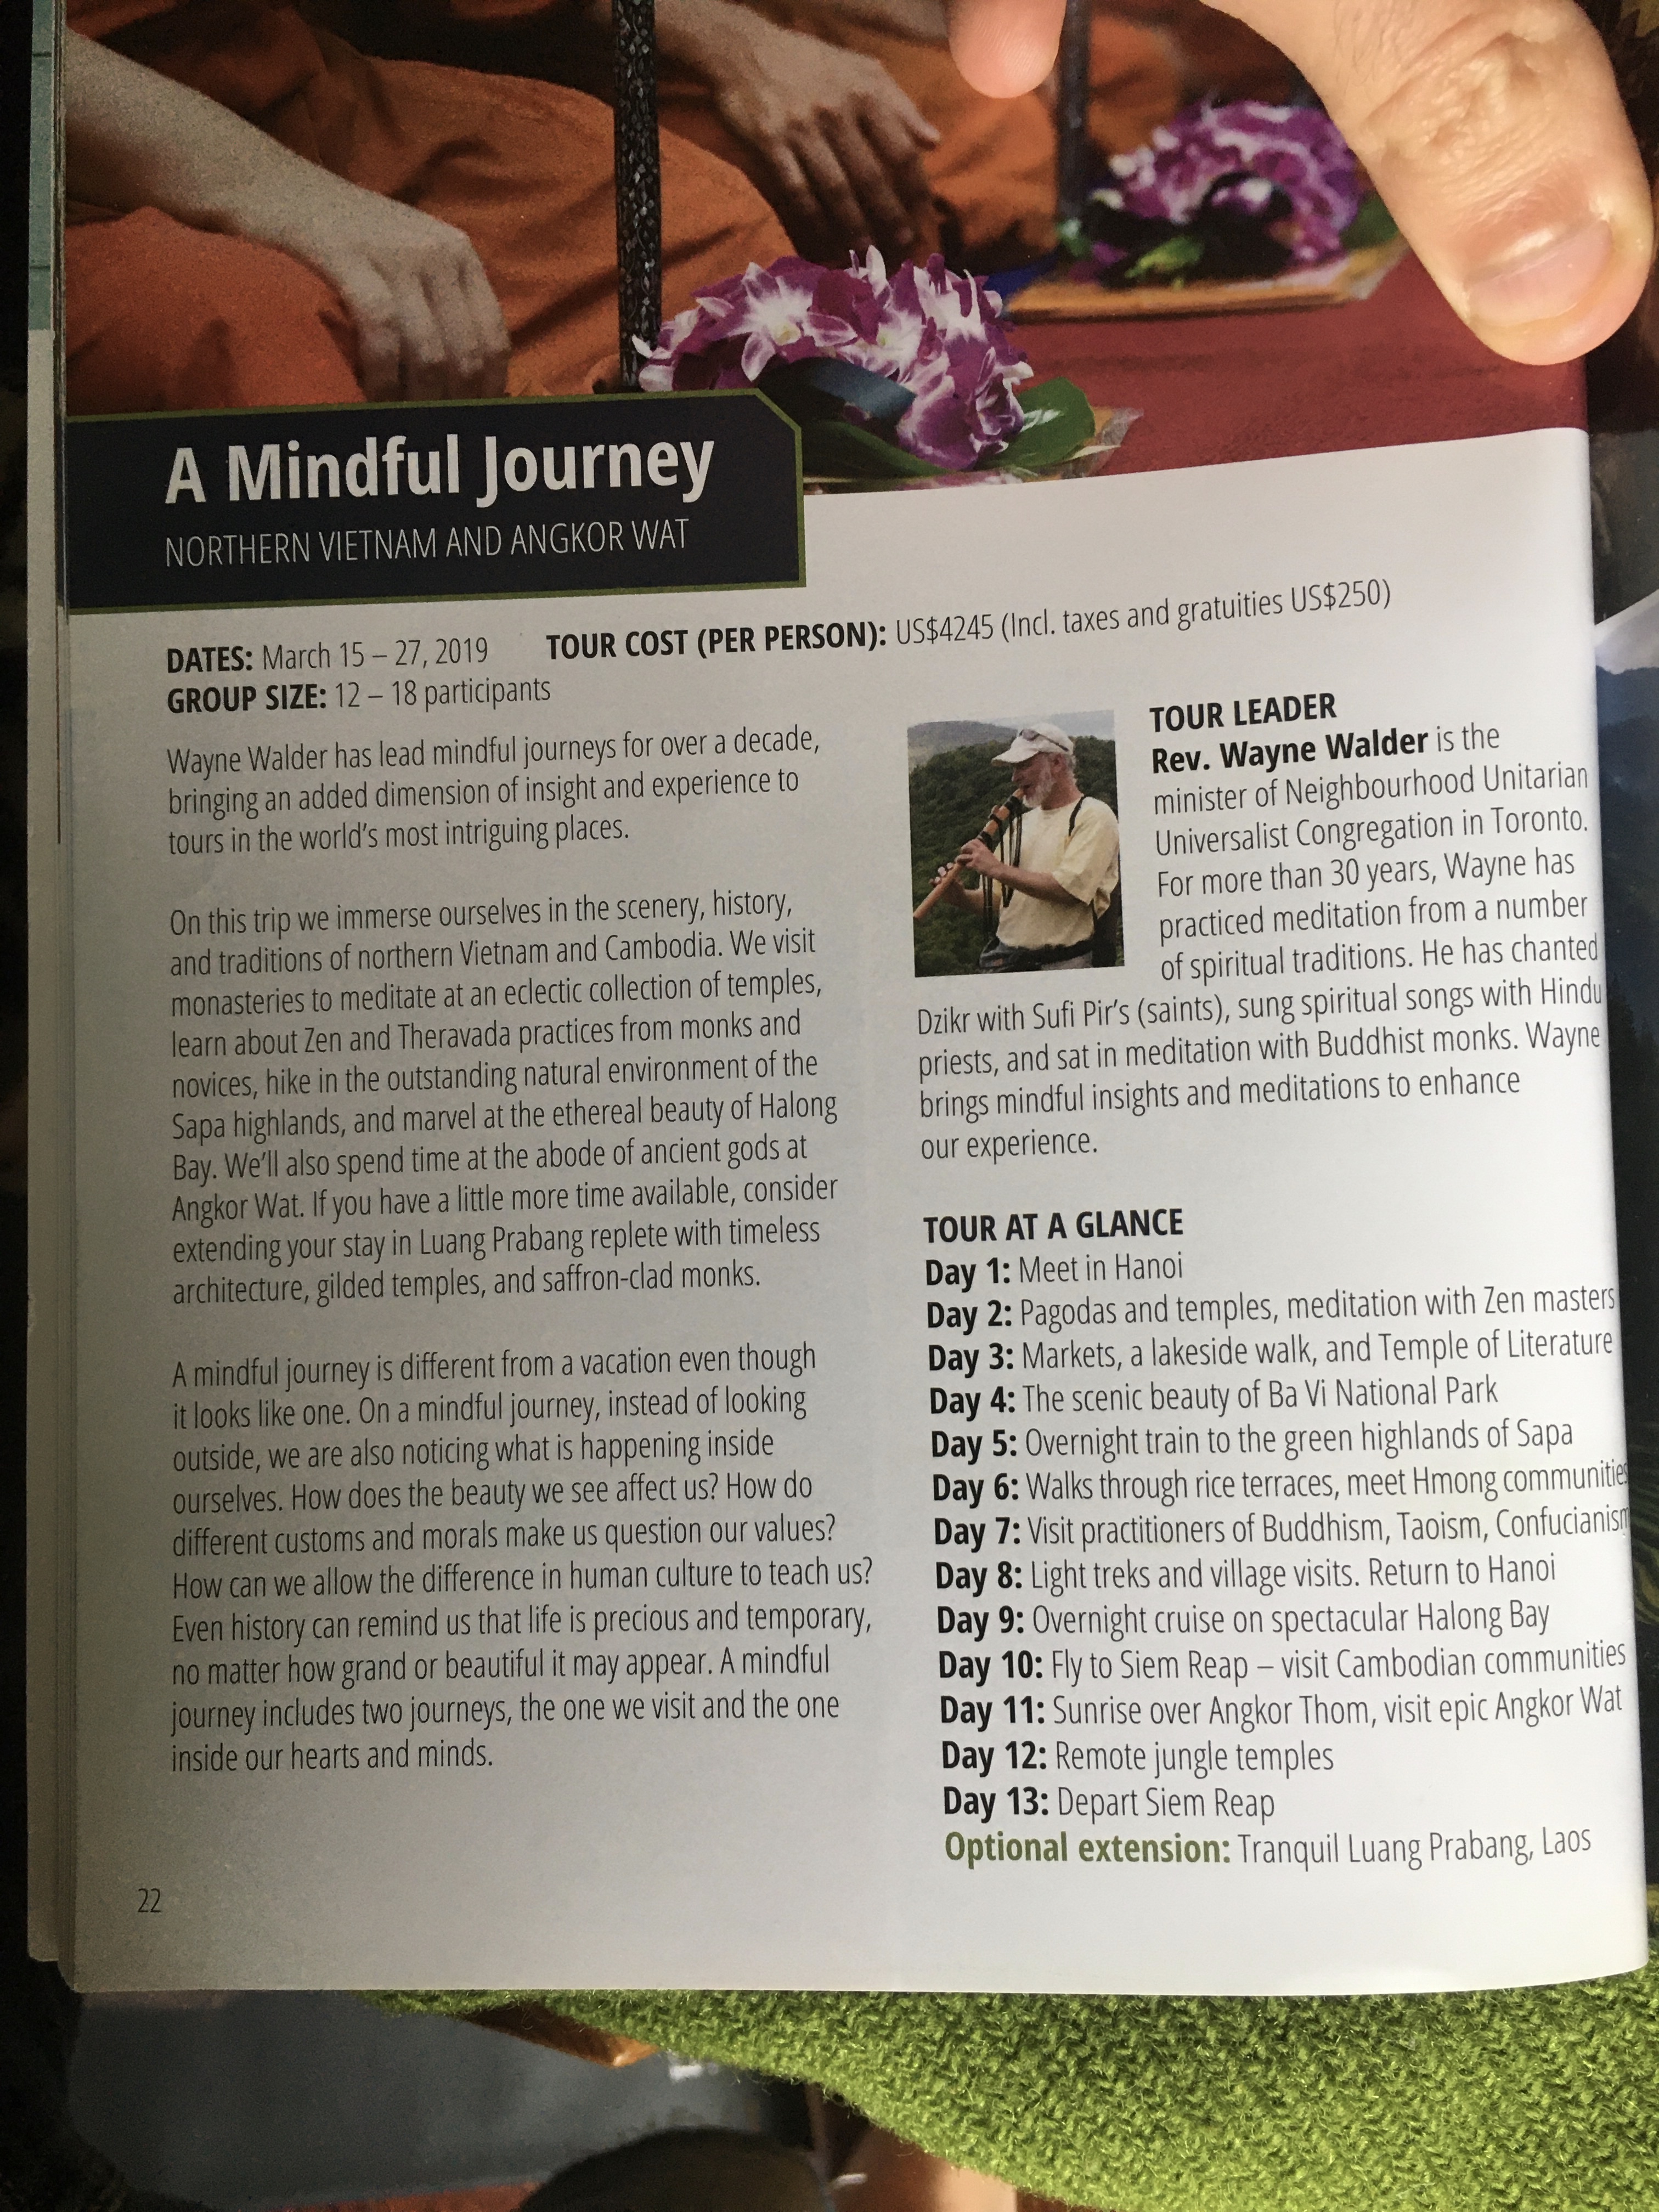 A Mindful Journey
NORTHERN VIETNAM AND ANGKOR WAT
DATES: March 15 – 27, 2019 TOUR COST (PER PERSON): US$4245 (Incl. taxes and gratuities US$250)
GROUP SIZE: 12 – 18 participants
Wayne Walder has lead mindful journeys for over a decade,
bringing an added dimension of insight and experience to
tours in the world's most intriguing places.
On this trip we immerse ourselves in the scenery, history,
and traditions of northern Vietnam and Cambodia. We visit
monasteries to meditate at an eclectic collection of temples,
learn about Zen and Theravada practices from monks and
novices, hike in the outstanding natural environment of the
Sapa highlands, and marvel at the ethereal beauty of Halong
Bay. We'll also spend time at the abode of ancient gods at
Angkor Wat. If you have a little more time available, consider
extending your stay in Luang Prabang replete with timeless
architecture, gilded temples, and saffron-clad monks.
A mindful journey is different from a vacation even though
it looks like one. On a mindful journey, instead of looking
outside, we are also noticing what is happening inside
ourselves. How does the beauty we see affect us? How do
different customs and morals make us question our values?
How can we allow the difference in human culture to teach us?
Even history can remind us that life is precious and temporary,
no matter how grand or beautiful it may appear. A mindful
journey includes two journeys, the one we visit and the one
inside our hearts and minds.
TOUR LEADER
Rev. Wayne Walder is the
minister of Neighbourhood Unitarian
Universalist Congregation in Toronto.
For more than 30 years, Wayne has
practiced meditation from a number
of spiritual traditions. He has chanted
Dzikr with Sufi Pir's (saints), sung spiritual songs with Hindu
priests, and sat in meditation with Buddhist monks. Wayne
brings mindful insights and meditations to enhance
our experience.
TOUR AT A GLANCE
Day 1: Meet in Hanoi
Day 2: Pagodas and temples, meditation with Zen masters
Day 3: Markets, a lakeside walk, and Temple of Literature
Day 4: The scenic beauty of Ba Vi National Park
Day 5: Overnight train to the green highlands of Sapa
Day 6: Walks through rice terraces, meet Hmong communities
Day 7: Visit practitioners of Buddhism, Taoism, Confucianism
Day 8: Light treks and village visits. Return to Hanoi
Day 9: Overnight cruise on spectacular Halong Bay
Day 10: Fly to Siem Reap – visit Cambodian communities
Day 11: Sunrise over Angkor Thom, visit epic Angkor Wat
Day 12: Remote jungle temples
Day 13: Depart Siem Reap
Optional extension: Tranquil Luang Prabang, Laos
22